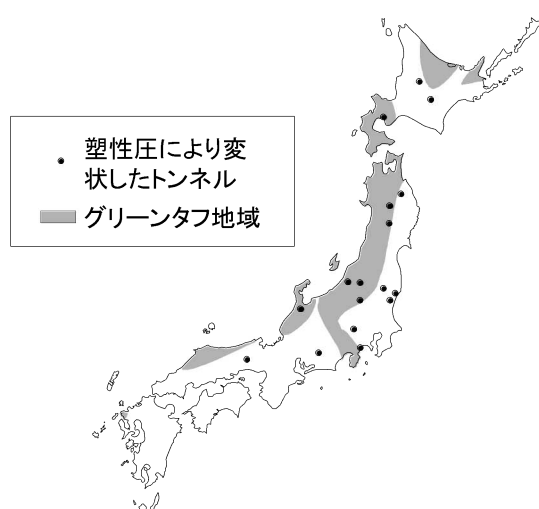 塑性圧により変
状したトンネル
グリーンタフ地域